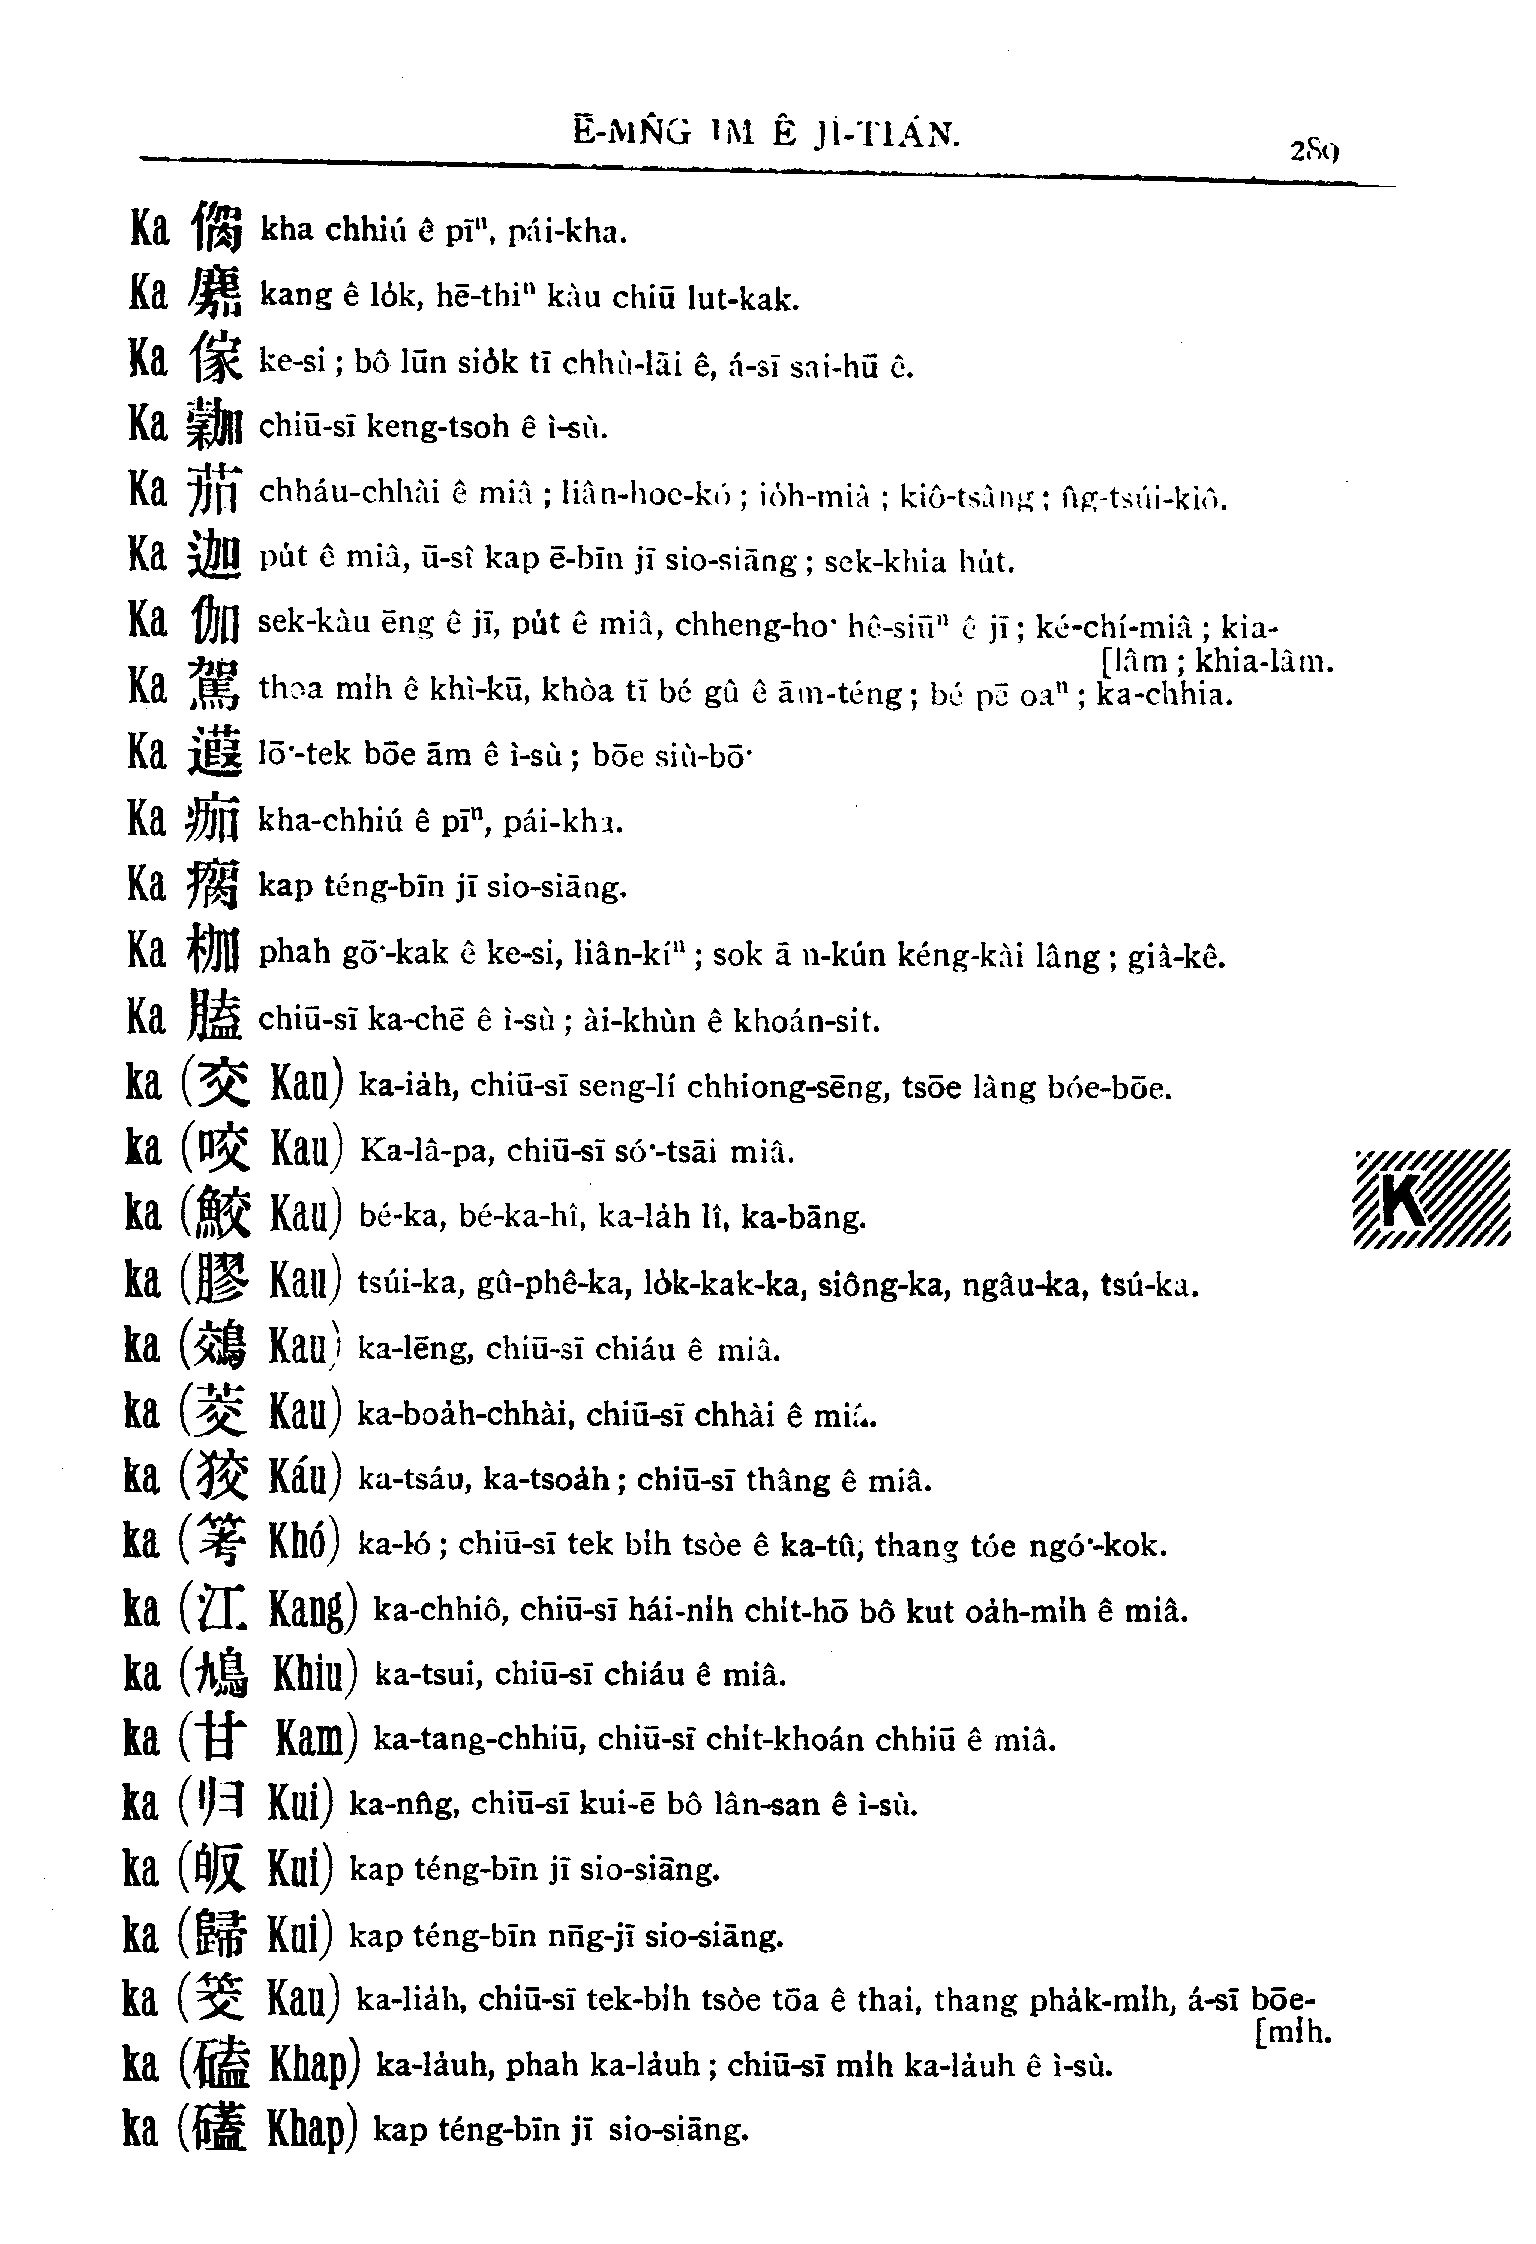 Ē-MN̂G IM Ê JĪ-TIÁN.
289
Ka 㑾 kha chhiú ê pīⁿ, pái-kha.
Ka 麚 kang ê lo̍k, hē-thiⁿ kàu chiū lut-kak.
Ka 傢 ke-si ; bô lūn sio̍k tī chhù-lāi ê, á-sī sai-hū ê.
Ka chiū-sī keng-tsoh ê ì-sù.
Ka 茄 chháu-chhài ê miâ ; liân-hoe-kó ; io̍h-miâ ; kiô-tsâng ; n̂g-tsúi-kiô.
Ka 迦 pu̍t ê miâ, ū-sî kap ē-bīn jī sio-siāng ; sek-khia hu̍t.
Ka 伽 sek-kàu ēng ê jī, pu̍t ê miâ, chheng-ho͘ hê-siūⁿ ê jī ; ké-chí-miâ ; kia-
[lâm ; khia-lâm.
Ka 駕 thoa mi̍h ê khì-kū, khòa tī bé gû ê ām-téng ; bé pē oaⁿ ; ka-chhia.
Ka lō͘-tek bōe ām ê ì-sù ; bōe siù-bō͘
Ka 痂 kha-chhiú ê pīⁿ, pái-kha.
Ka 瘸 kap téng-bīn jī sio-siāng.
Ka 枷 phah gō͘-kak ê ke-si, liân-kíⁿ ; sok ā n-kún kéng-kài lâng ; giâ-kê.
Ka 䐦 chiū-sī ka-chē ê ì-sù ; ài-khùn ê khoán-sit.
ka (交 Kau) ka-ia̍h, chiū-sī seng-lí chhiong-sēng, tsōe lâng bóe-bōe.
ka (咬 Kau) Ka-lâ-pa, chiū-sī só͘-tsāi miâ.
ka (鮫 Kau) bé-ka, bé-ka-hî, ka-la̍h lî, ka-bāng.
ka (膠 Kau) tsúi-ka, gû-phê-ka, lo̍k-kak-ka, siông-ka, ngâu-ka, tsú-ka.
ka (鵁 Kau) ka-lēng, chiū-sī chiáu ê miâ.
ka (茭 Kau) ka-boa̍h-chhài, chiū-sī chhài ê miâ.
ka (狡 Káu) ka-tsáu, ka-tsoa̍h ; chiū-sī thâng ê miâ.
ka (䇔 Khó) ka-ló ; chiū-sī tek bi̍h tsòe ê ka-tû, thang tóe ngó͘-kok.
ka (江 Kang) ka-chhiô, chiū-sī hái-ni̍h chi̍t-hō bô kut oa̍h-mi̍h ê miâ.
ka (鳩 Khiu) ka-tsui, chiū-sī chiáu ê miâ.
ka (甘 Kam) ka-tang-chhiū, chiū-sī chi̍t-khoán chhiū ê miâ.
ka (归 Kui) ka-nn̂g, chiū-sī kui-ē bô lân-san ê ì-sù.
ka (皈 Kui) kap téng-bīn jī sio-siāng.
ka (歸 Kui) kap téng-bīn nn̄g-jī sio-siāng.
ka (筊 Kau) ka-lia̍h, chiū-sī tek-bi̍h tsòe tōa ê thai, thang pha̍k-mi̍h, á-sī bōe-
[mi̍h.
ka (磕 Khap) ka-la̍uh, phah ka-la̍uh ; chiū-sī mi̍h ka-la̍uh ê ì-sù.
ka (礚 Khap) kap téng-bīn jī sio-siāng.
K